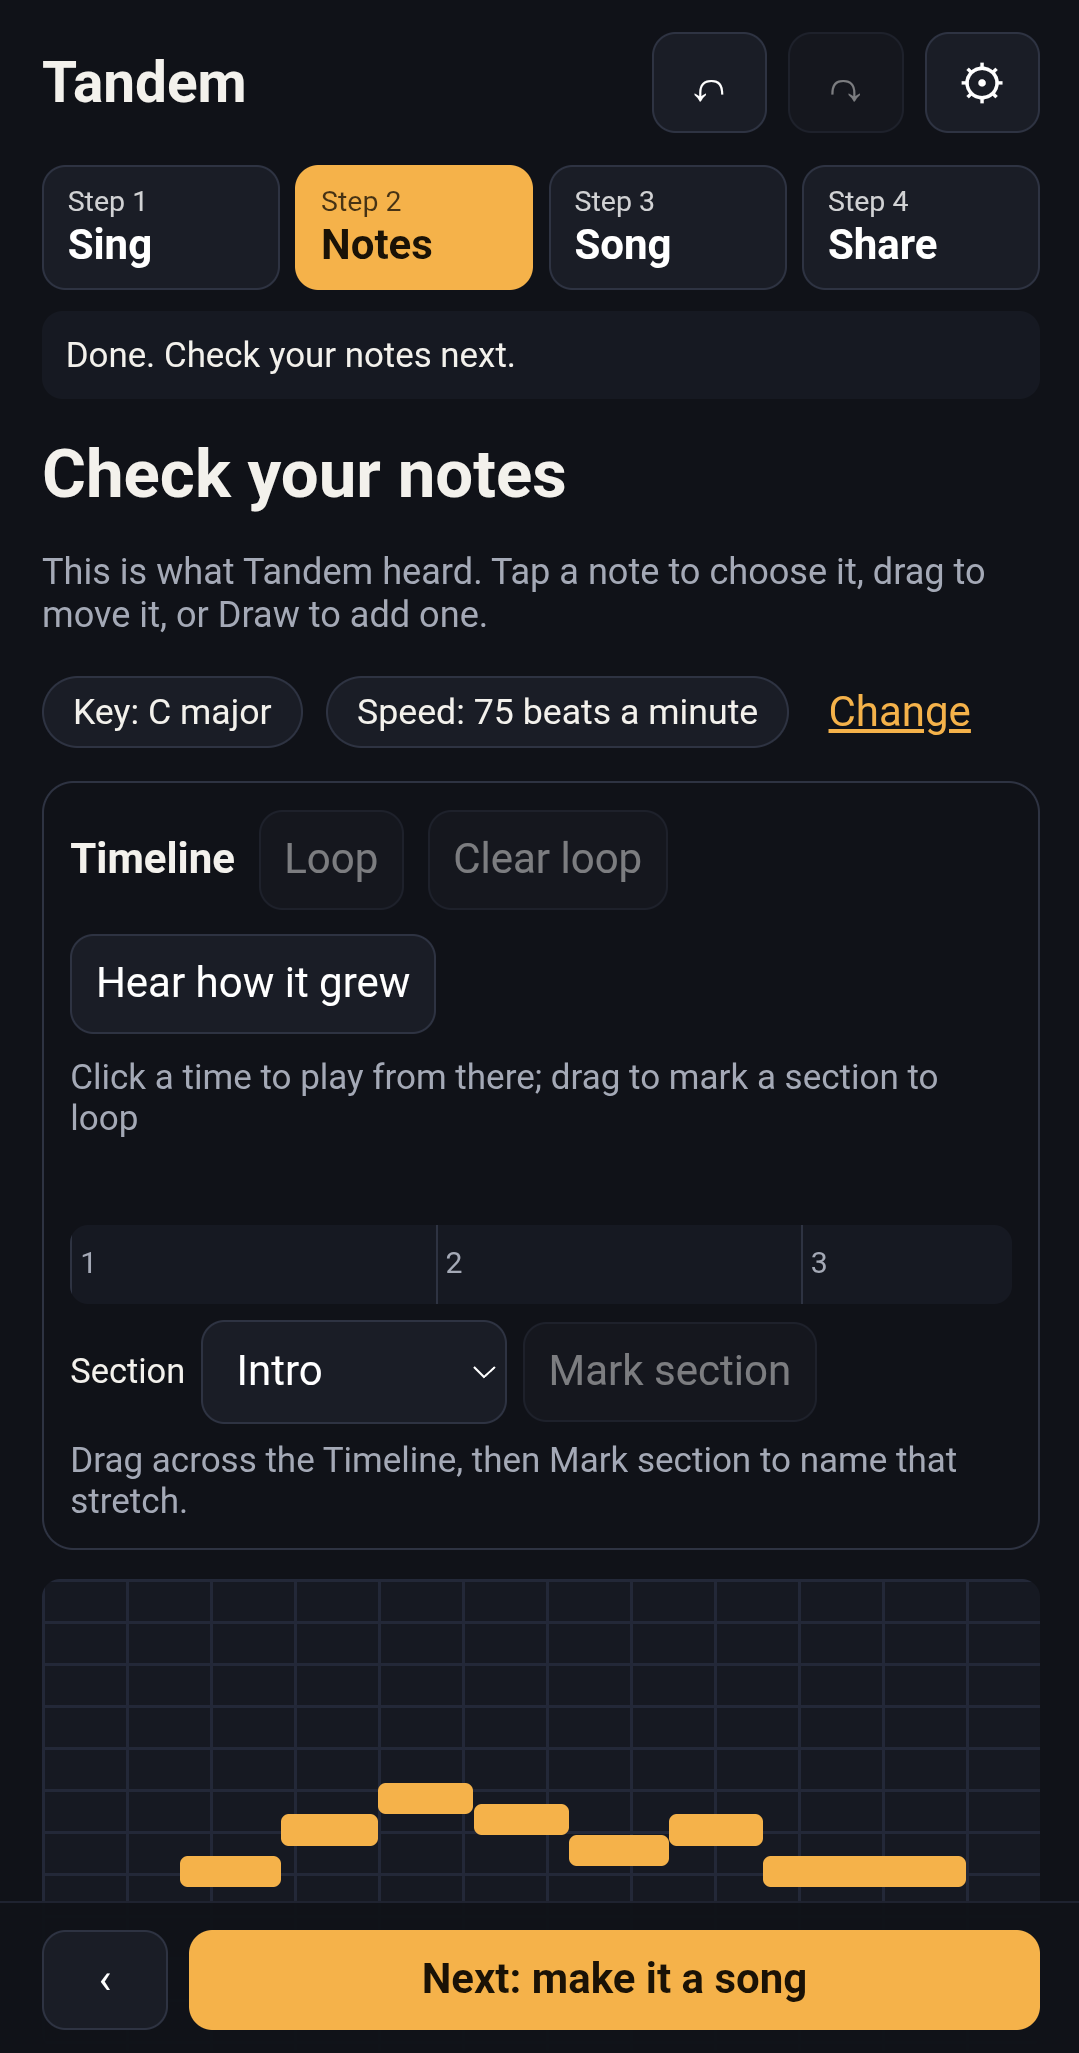 Tandem
Step 1
Sing
Step 2
Notes
Step 3
Song
Step 4
Share
Done. Check your notes next.
Check your notes
This is what Tandem heard. Tap a note to choose it, drag to
move it, or Draw to add one.
Key: C major
Speed: 75 beats a minute
Change
Timeline
Loop
Clear loop
Hear how it grew
Click a time to play from there; drag to mark a section to
loop
1
2
3
Section
Intro
Mark section
Drag across the Timeline, then Mark section to name that
stretch.
Next: make it a song